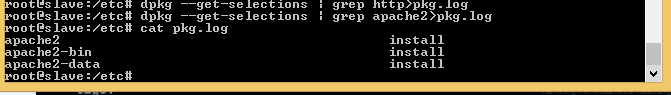 root@slave:/etc# dpkg --get-selections | grep http>pkg.log
root@slave:/etc# dpkg --get-selections | grep apache2>pkg.log
root@slave:/etc# cat pkg.log
apache2 install
apache2-bin install
apache2-data install
root@slave:/etc#